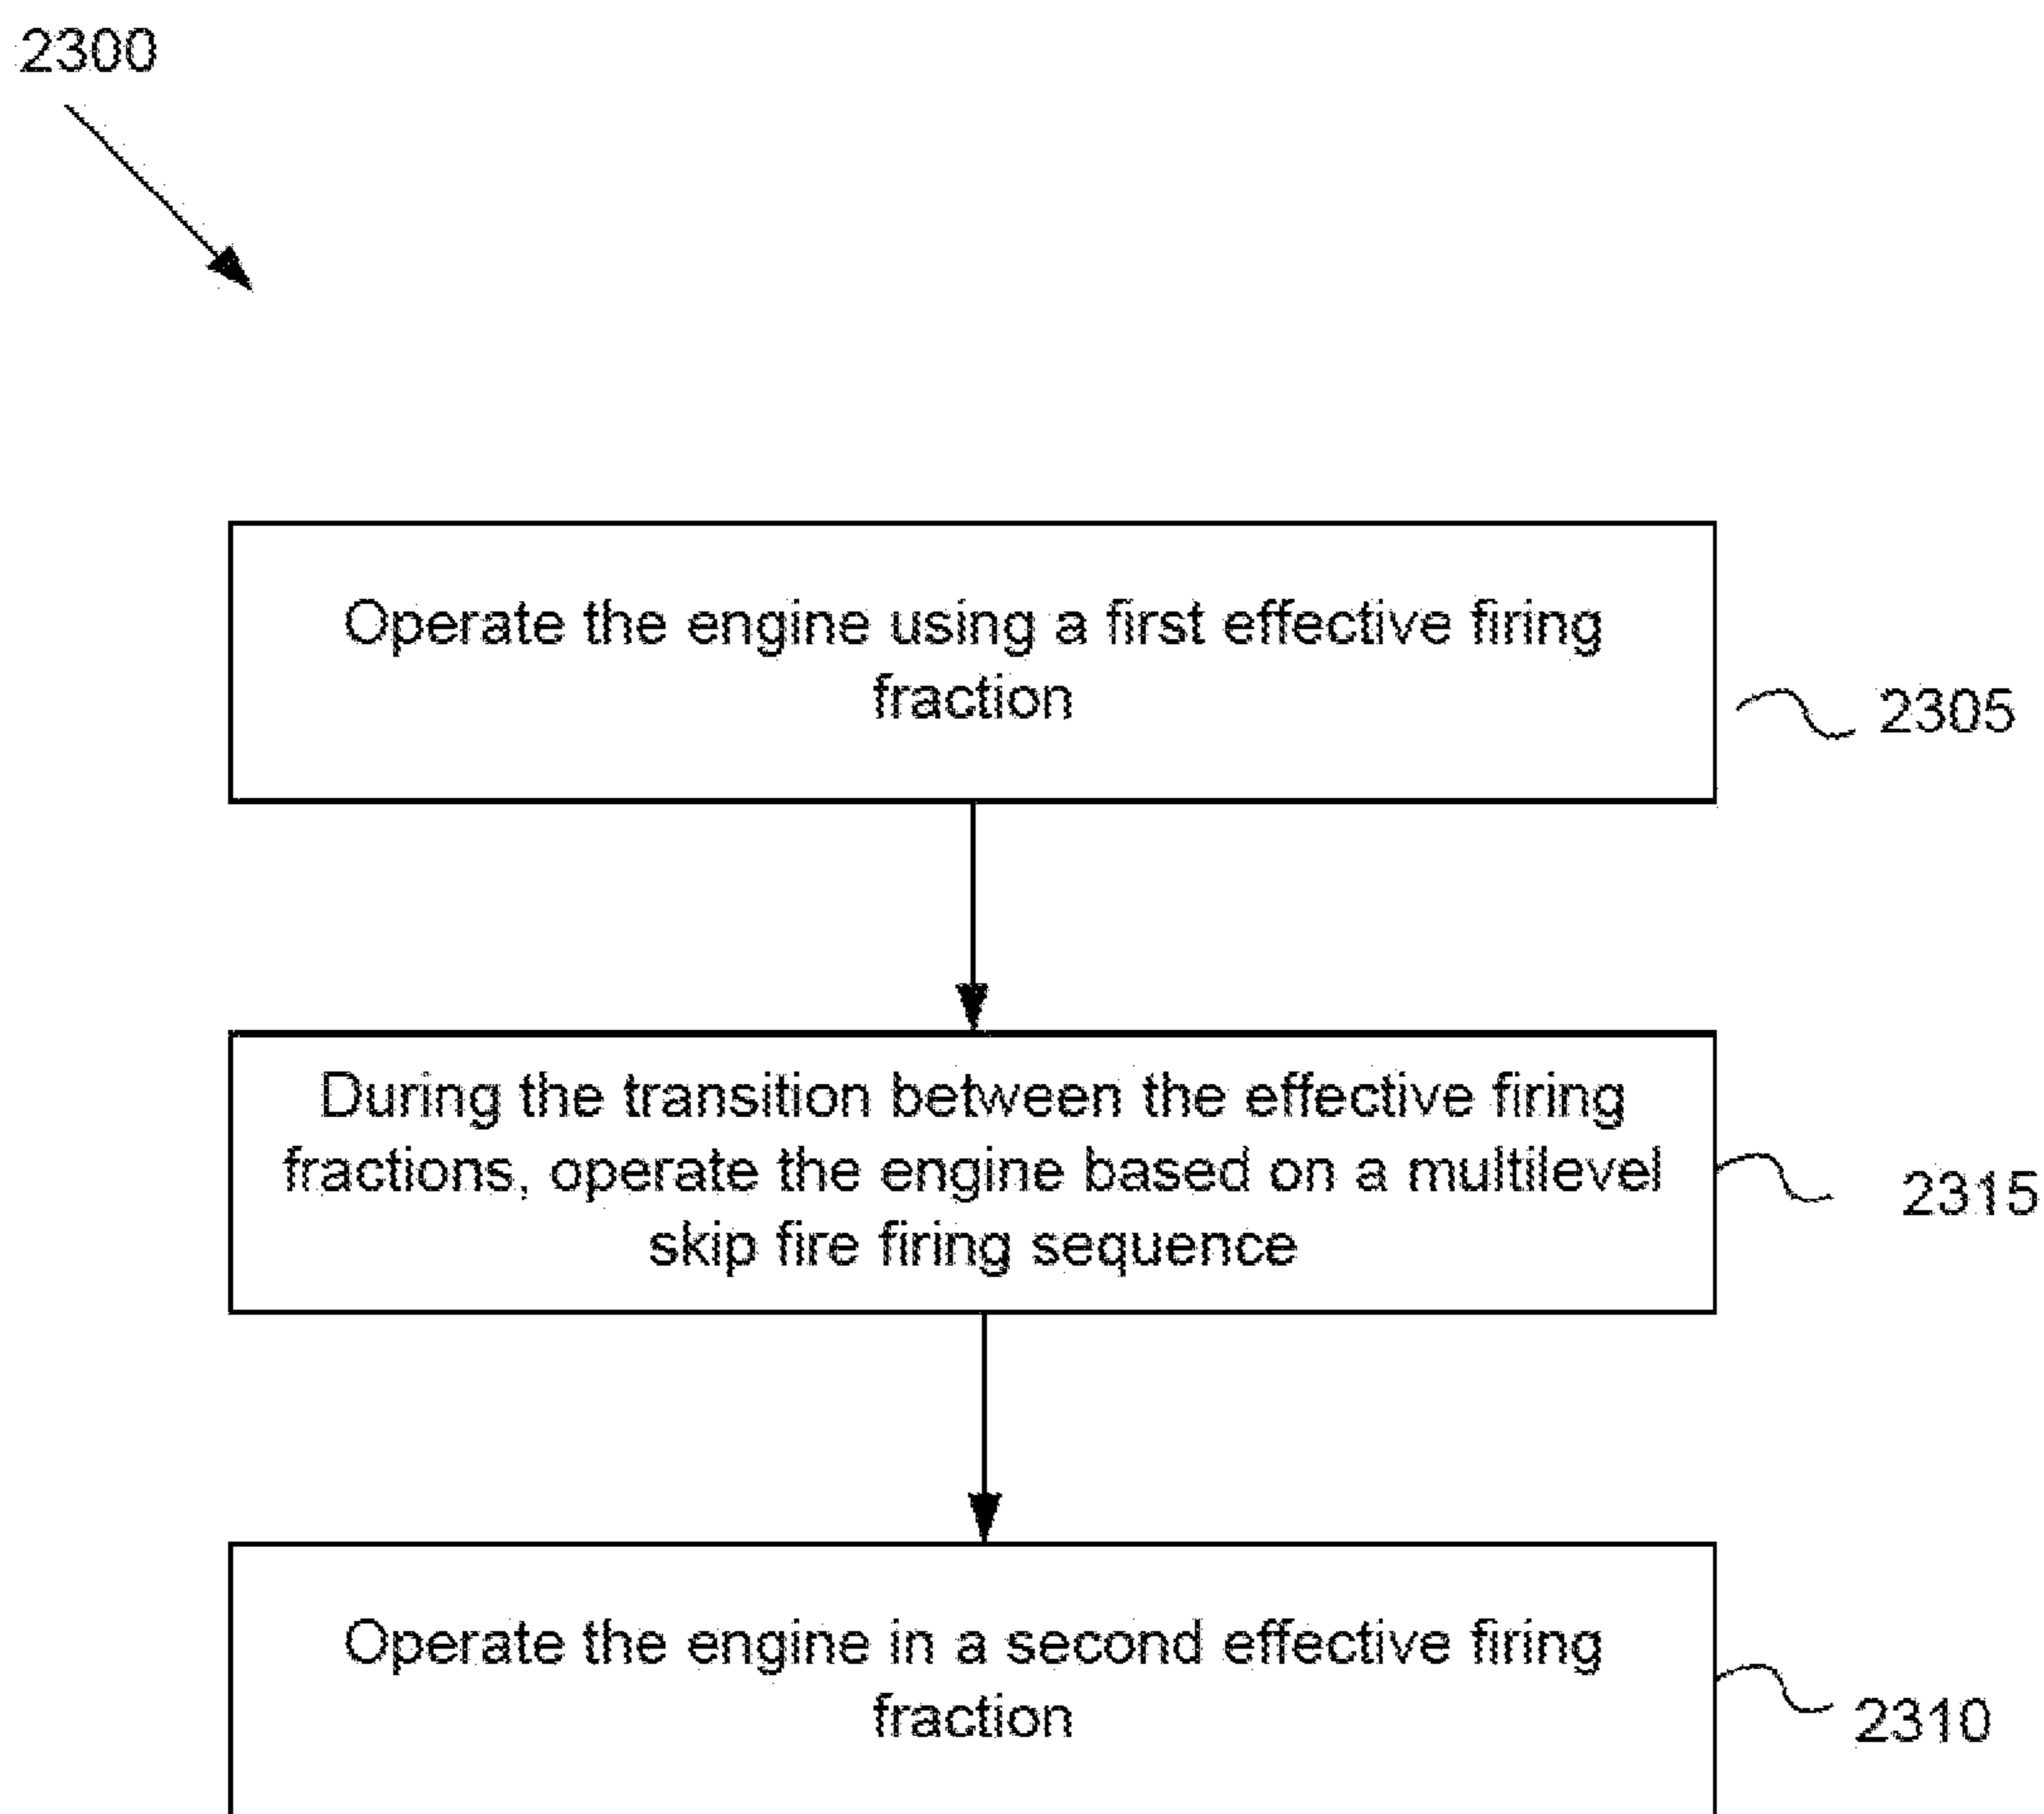 2300
Operate the engine using a first effective firing
fraction
2305
During the transition between the effective firing
fractions, operate the engine based on a multilevel
skip fire firing sequence
2315
Operate the engine in a second effective firing
fraction
2310